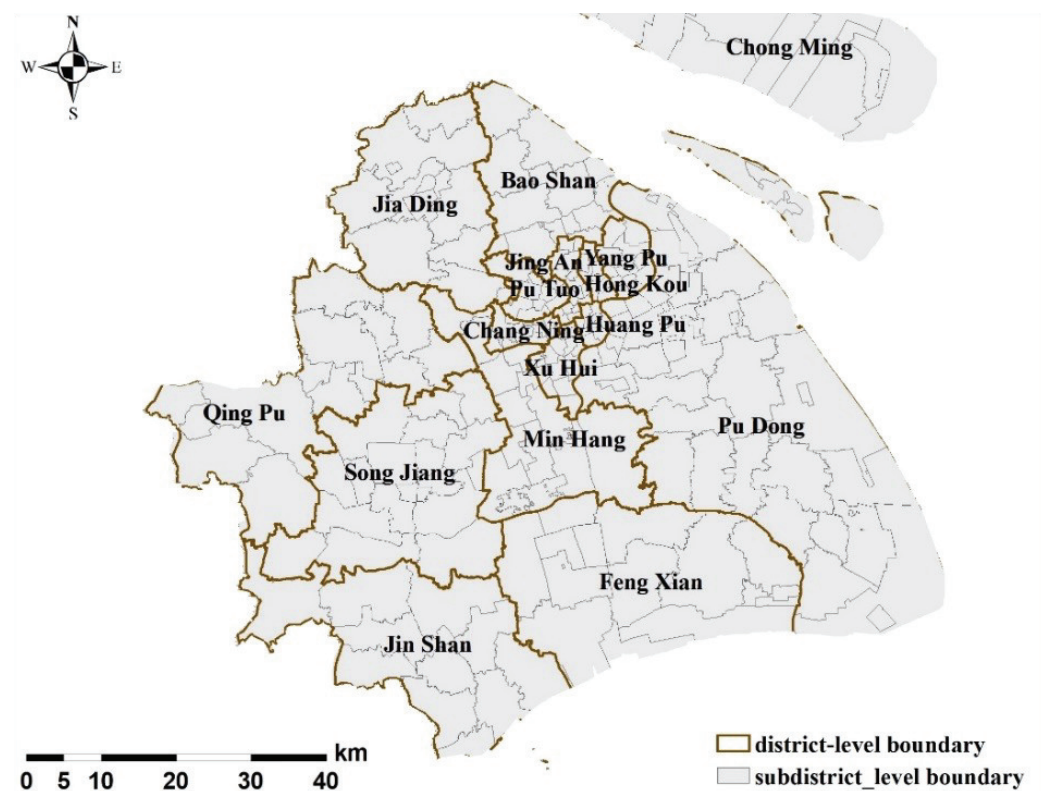 N
W E
S
Chong Ming
Bao Shan
Jia Ding
Jing An
Yang Pu
Pu Tuo
Hong Kou
Chang Ning
Huang Pu
Xu Hui
Qing Pu
Min Hang
Pu Dong
Song Jiang
Feng Xian
Jin Shan
km
0 5 10 20 30 40
district-level boundary
subdistrict_level boundary